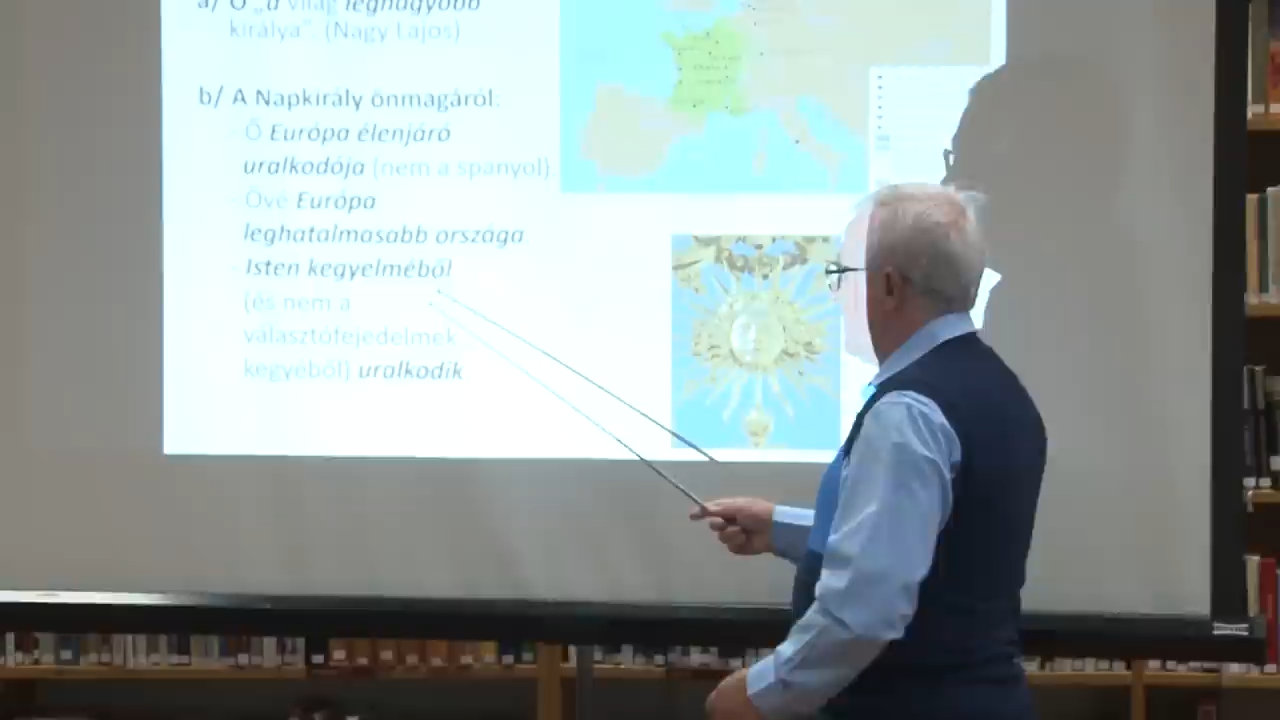 a/ Ő „a világ legnagyobb
királya". (Nagy Lajos)
b/ A Napkirály önmagáról:
- Ő Európa élenjáró
uralkodója (nem a spanyol)
- Övé Európa
leghatalmasabb országa
- Isten kegyelméből
(és nem a
választófejedelmek
kegyéből) uralkodik